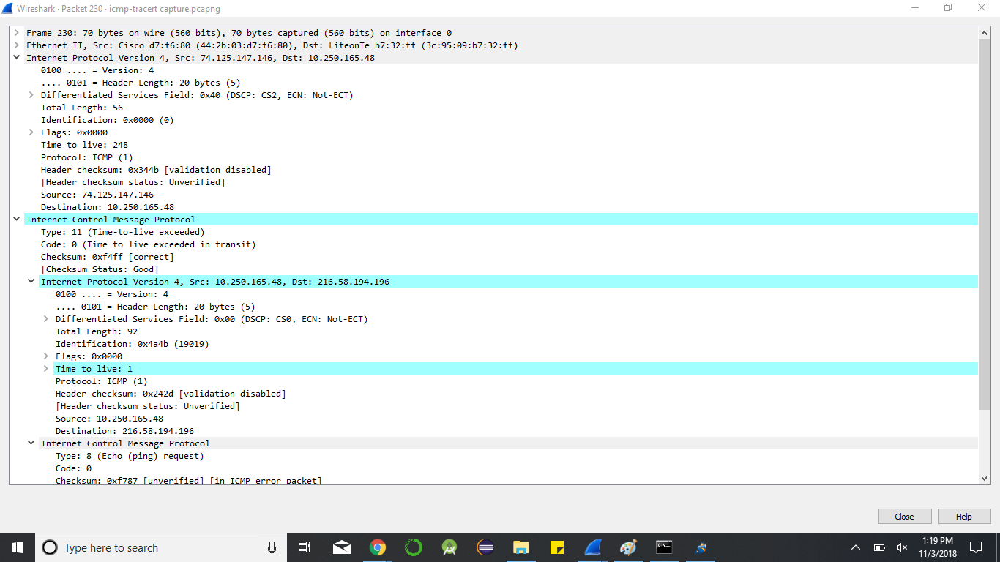 Wireshark · Packet 230 · icmp-tracert capture.pcapng
Frame 230: 70 bytes on wire (560 bits), 70 bytes captured (560 bits) on interface 0
Ethernet II, Src: Cisco_d7:f6:80 (44:2b:03:d7:f6:80), Dst: LiteonTe_b7:32:ff (3c:95:09:b7:32:ff)
Internet Protocol Version 4, Src: 74.125.147.146, Dst: 10.250.165.48
0100 .... = Version: 4
.... 0101 = Header Length: 20 bytes (5)
Differentiated Services Field: 0x40 (DSCP: CS2, ECN: Not-ECT)
Total Length: 56
Identification: 0x0000 (0)
Flags: 0x0000
Time to live: 248
Protocol: ICMP (1)
Header checksum: 0x344b [validation disabled]
[Header checksum status: Unverified]
Source: 74.125.147.146
Destination: 10.250.165.48
Internet Control Message Protocol
Type: 11 (Time-to-live exceeded)
Code: 0 (Time to live exceeded in transit)
Checksum: 0xf4ff [correct]
[Checksum Status: Good]
Internet Protocol Version 4, Src: 10.250.165.48, Dst: 216.58.194.196
0100 .... = Version: 4
.... 0101 = Header Length: 20 bytes (5)
Differentiated Services Field: 0x00 (DSCP: CS0, ECN: Not-ECT)
Total Length: 92
Identification: 0x4a4b (19019)
Flags: 0x0000
Time to live: 1
Protocol: ICMP (1)
Header checksum: 0x242d [validation disabled]
[Header checksum status: Unverified]
Source: 10.250.165.48
Destination: 216.58.194.196
Internet Control Message Protocol
Type: 8 (Echo (ping) request)
Code: 0
Checksum: 0xf787 [unverified] [in ICMP error packet]
Close
Help
Type here to search
1:19 PM
11/3/2018